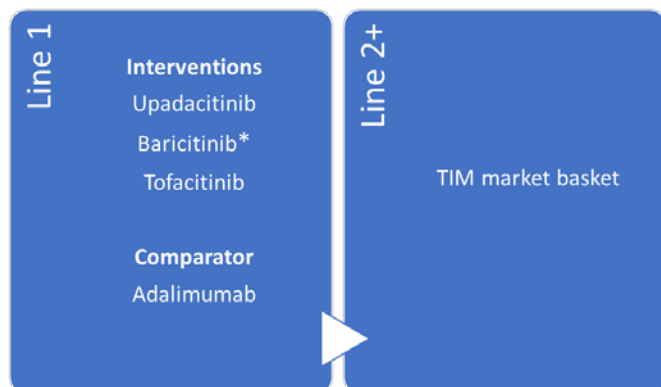 Line 1
Interventions
Upadacitinib
Baricitinib*
Tofacitinib
Comparator
Adalimumab
Line 2+
TIM market basket